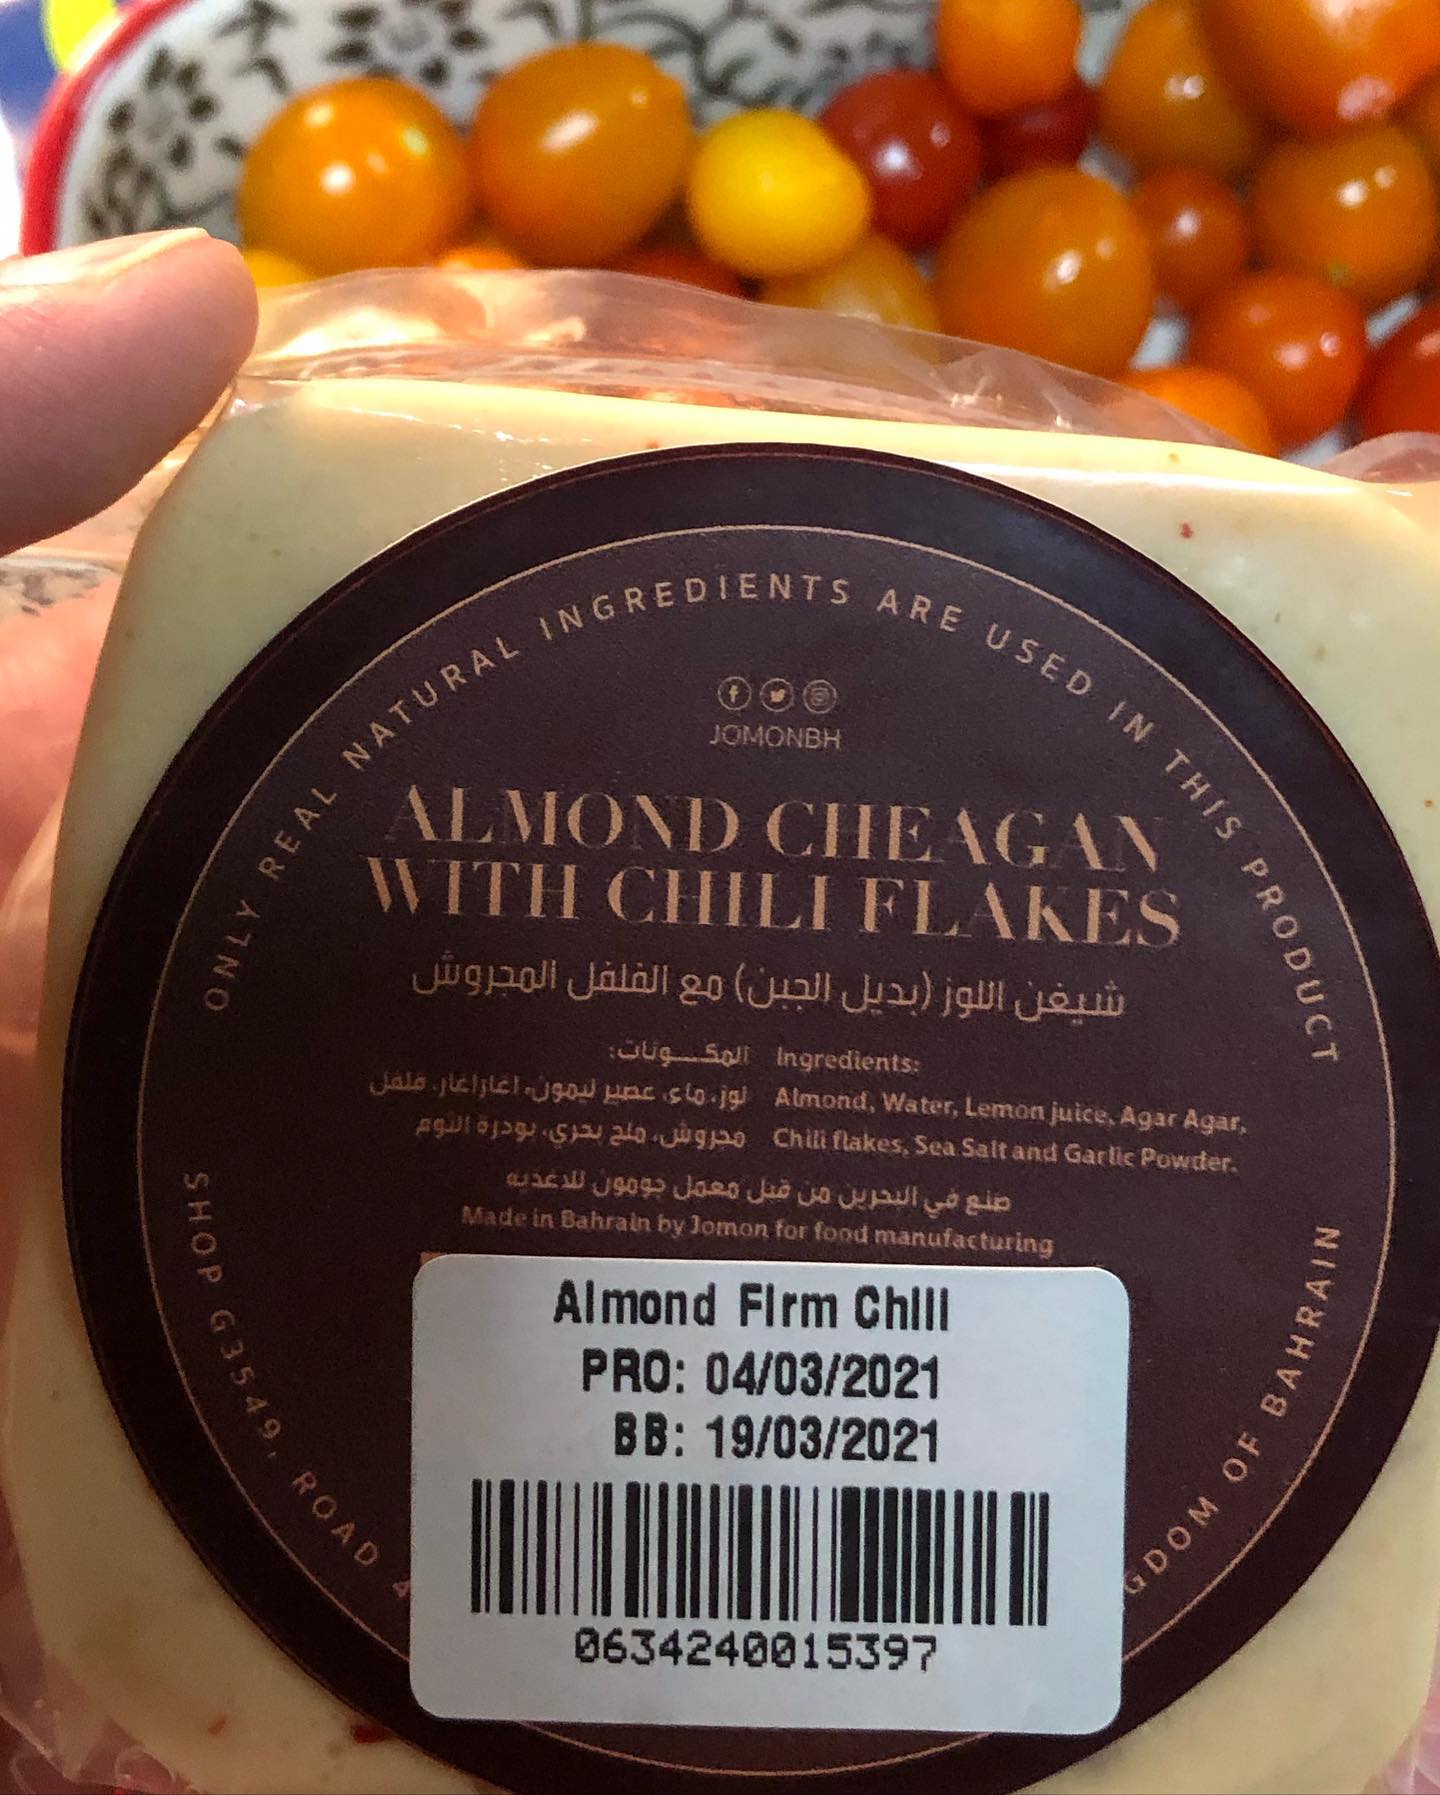 ONLY REAL NATURAL INGREDIENTS ARE USED IN THIS PRODUCT
JOMONBH
ALMOND CHEAGAN
WITH CHILI FLAKES
شيغن اللوز (بديل الجبن) مع الفلفل المجروش
المكـــونات:
لوز، ماء، عصير ليمون، اغاراغار، فلفل
مجروش، ملح بحري، بودرة الثوم
Ingredients:
Almond, Water, Lemon juice, Agar Agar,
Chili flakes, Sea Salt and Garlic Powder.
صنع في البحرين من قبل معمل جومون للاغذيه
Made in Bahrain by Jomon for food manufacturing
Almond Firm Chili
PRO: 04/03/2021
BB: 19/03/2021
0634240015397
SHOP G3549, ROAD
OF BAHRAIN